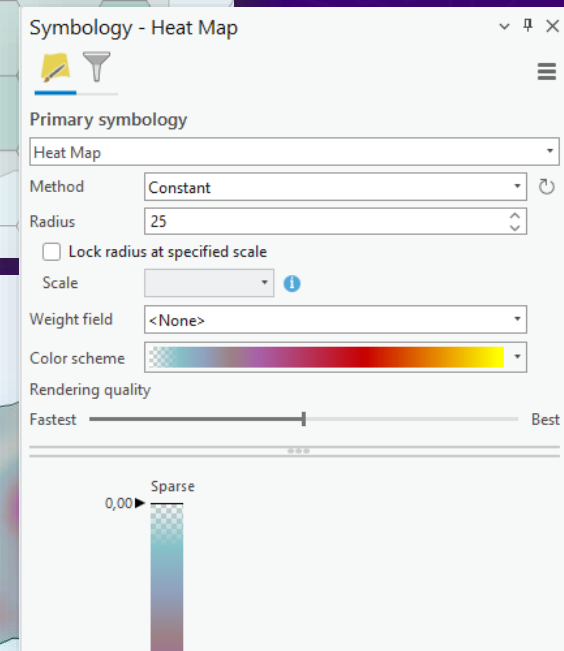 Symbology - Heat Map
Primary symbology
Heat Map
Method Constant
Radius 25
Lock radius at specified scale
Scale
Weight field <None>
Color scheme
Rendering quality
Fastest Best
Sparse
0,00